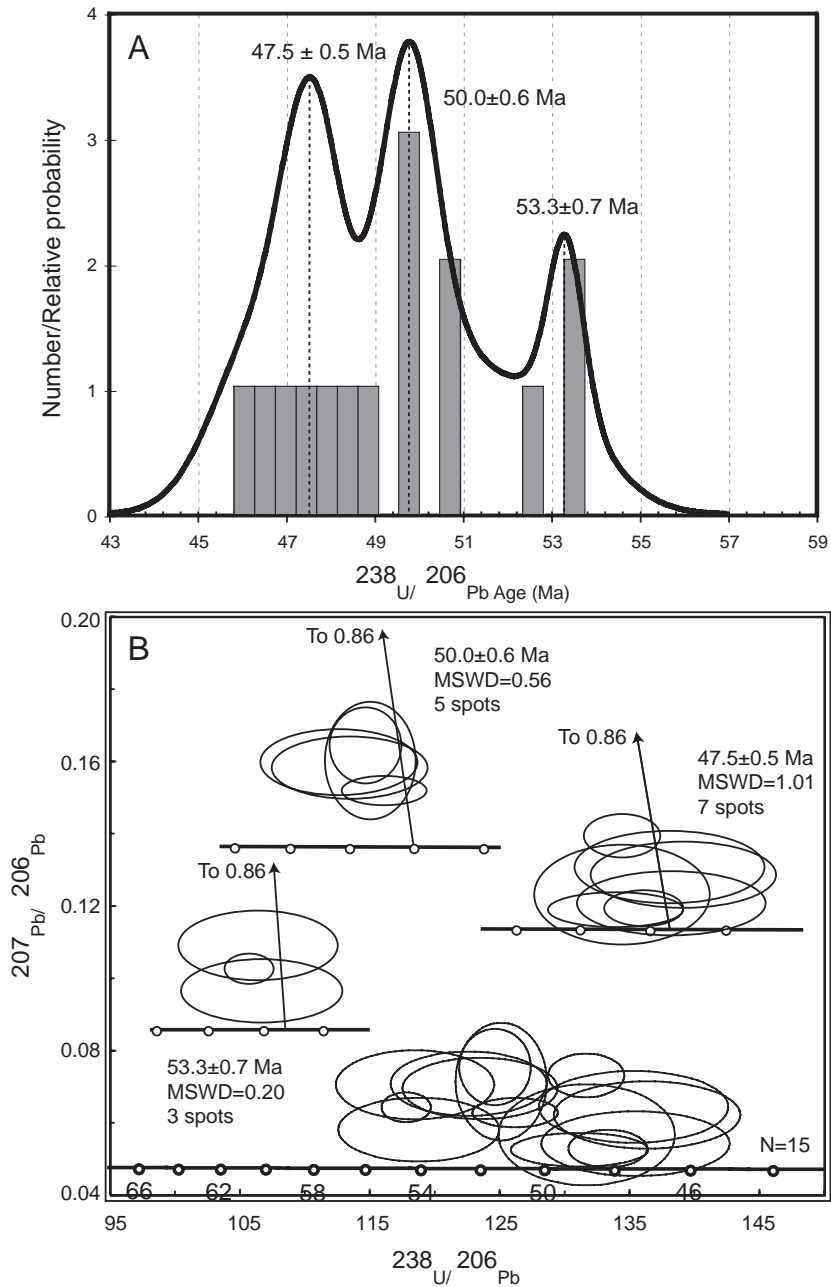 A
47.5 ± 0.5 Ma
50.0±0.6 Ma
53.3±0.7 Ma
Number/Relative probability
4
3
2
1
0
43 45 47 49 51 53 55 57 59
238U/ 206Pb Age (Ma)
B
To 0.86
50.0±0.6 Ma
MSWD=0.56
5 spots
To 0.86
47.5±0.5 Ma
MSWD=1.01
7 spots
To 0.86
53.3±0.7 Ma
MSWD=0.20
3 spots
N=15
207Pb/ 206Pb
0.20
0.16
0.12
0.08
0.04
66 62 58 54 50 46
95 105 115 125 135 145
238U/ 206Pb